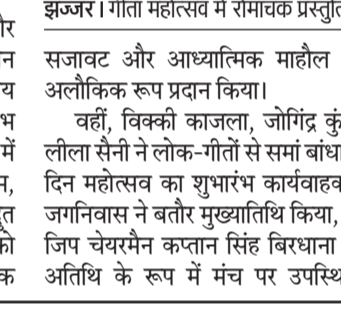 झज्जर। गीता महोत्सव में रोमांचक प्रस्तुति
सजावट और आध्यात्मिक माहौल
अलौकिक रूप प्रदान किया।
वहीं, विक्की काजला, जोगिंद्र कुं
लीला सैनी ने लोक-गीतों से समां बांधा
दिन महोत्सव का शुभारंभ कार्यवाहक
जगनिवास ने बतौर मुख्यातिथि किया,
जिप चेयरमैन कप्तान सिंह बिरधाना
अतिथि के रूप में मंच पर उपस्थि